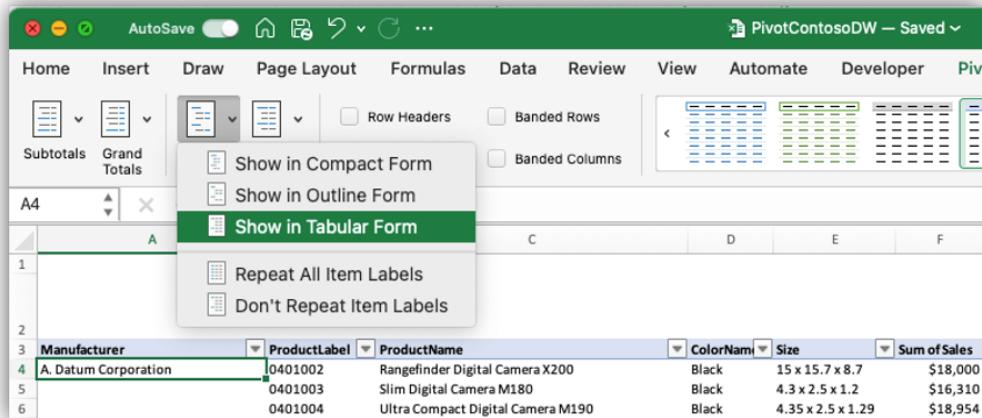 AutoSave ... PivotContosoDW — Saved
Home Insert Draw Page Layout Formulas Data Review View Automate Developer Piv
Row Headers Banded Rows
Subtotals Grand Totals Banded Columns
Show in Compact Form
Show in Outline Form
Show in Tabular Form
Repeat All Item Labels
Don't Repeat Item Labels
A4
A C D E F
1
2
3 Manufacturer ProductLabel ProductName ColorName Size Sum of Sales
4 A. Datum Corporation 0401002 Rangefinder Digital Camera X200 Black 15 x 15.7 x 8.7 $18,000
5 0401003 Slim Digital Camera M180 Black 4.3 x 2.5 x 1.2 $16,310
6 0401004 Ultra Compact Digital Camera M190 Black 4.35 x 2.5 x 1.29 $18,954